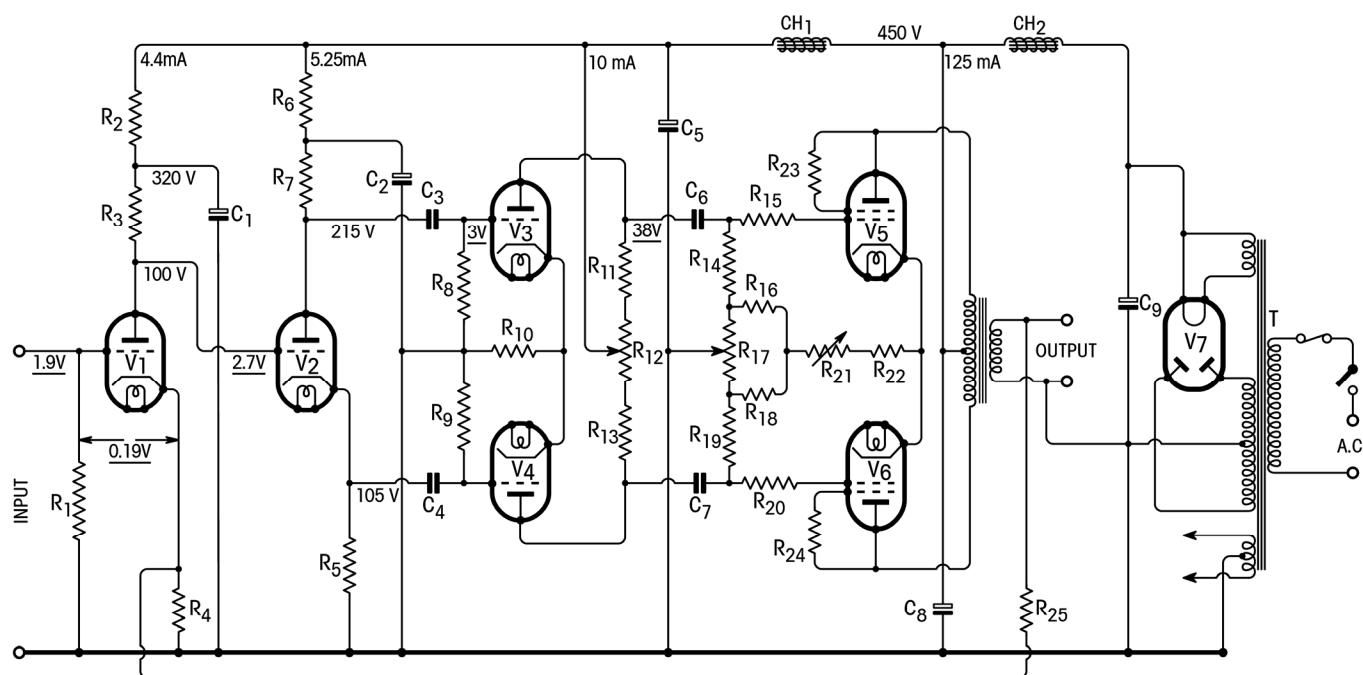 CH1
450 V
CH2
4.4mA
5.25mA
10 mA
125 mA
R2
R6
C5
320 V
R3
C1
R7
C2
C3
R23
C6
R15
215 V
3V
V3
38V
V5
100 V
R8
R11
R14
R16
C9
R10
R12
R17
R21
R22
OUTPUT
V7
T
1.9V
V1
2.7V
V2
R9
R13
R18
R19
0.19V
V4
V6
A.C
INPUT
R1
105 V
C4
C7
R20
R5
R24
R4
C8
R25